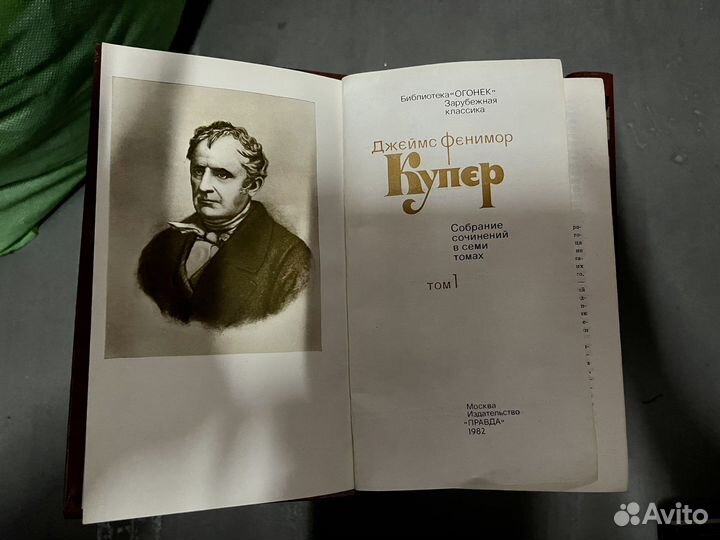 Библиотека "ОГОНЕК"
Зарубежная
классика
Джеймс Фенимор
Купер
Собрание
сочинений
в семи
томах
том 1
Москва
Издательство
«ПРАВДА»
1982
Avito